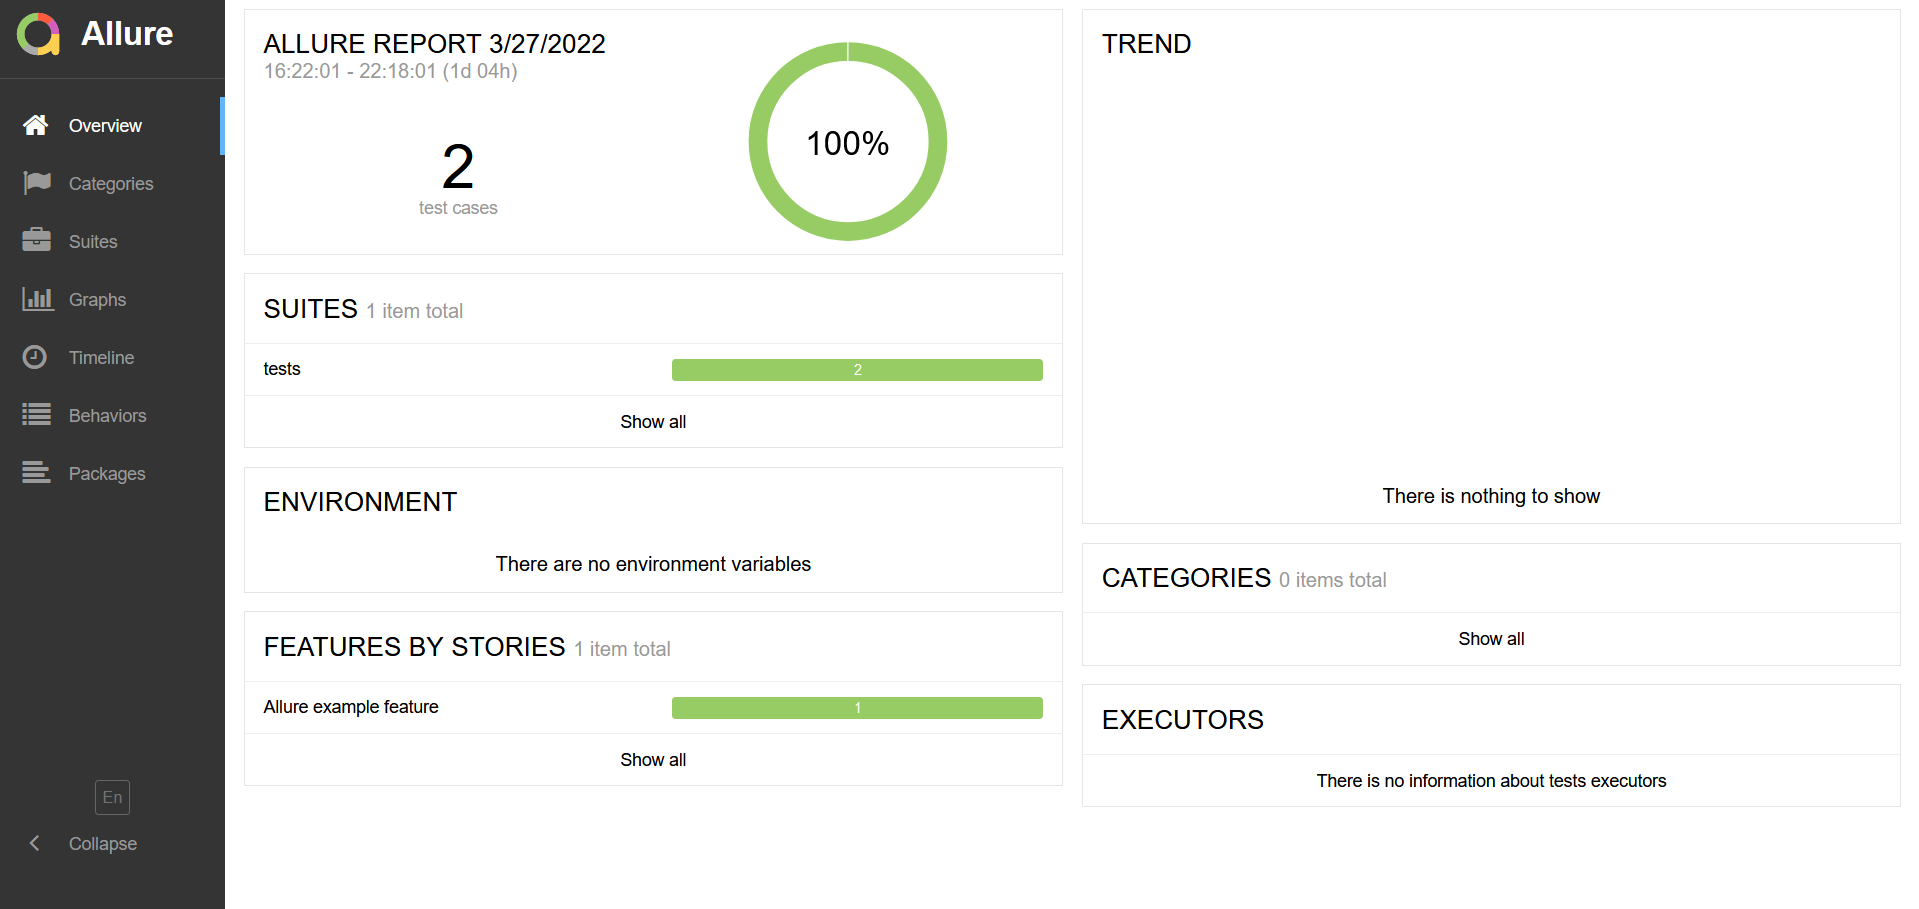 Allure
Overview
Categories
Suites
Graphs
Timeline
Behaviors
Packages
En
Collapse
ALLURE REPORT 3/27/2022
16:22:01 - 22:18:01 (1d 04h)
2
test cases
100%
SUITES 1 item total
tests 2
Show all
ENVIRONMENT
There are no environment variables
FEATURES BY STORIES 1 item total
Allure example feature 1
Show all
TREND
There is nothing to show
CATEGORIES 0 items total
Show all
EXECUTORS
There is no information about tests executors